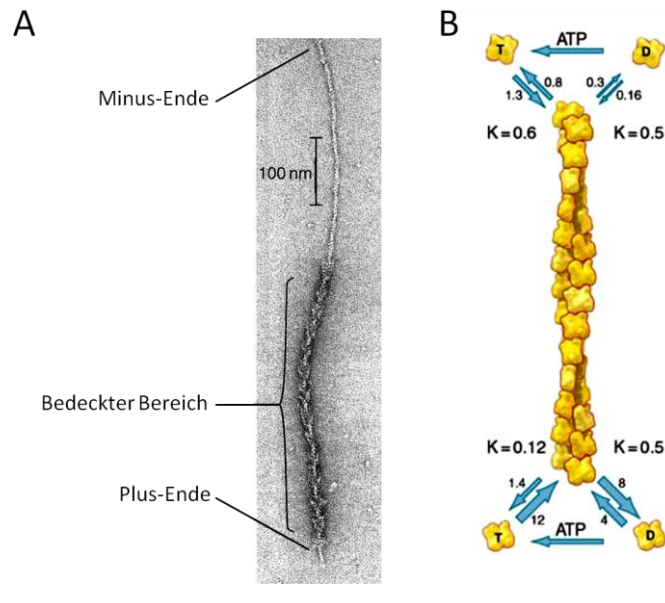 A
Minus-Ende
100 nm
Bedeckter Bereich
Plus-Ende
B
T
ATP
D
1.3
0.8
0.3
0.16
K=0.6
K=0.5
K=0.12
K=0.5
1.4
12
8
4
T
ATP
D